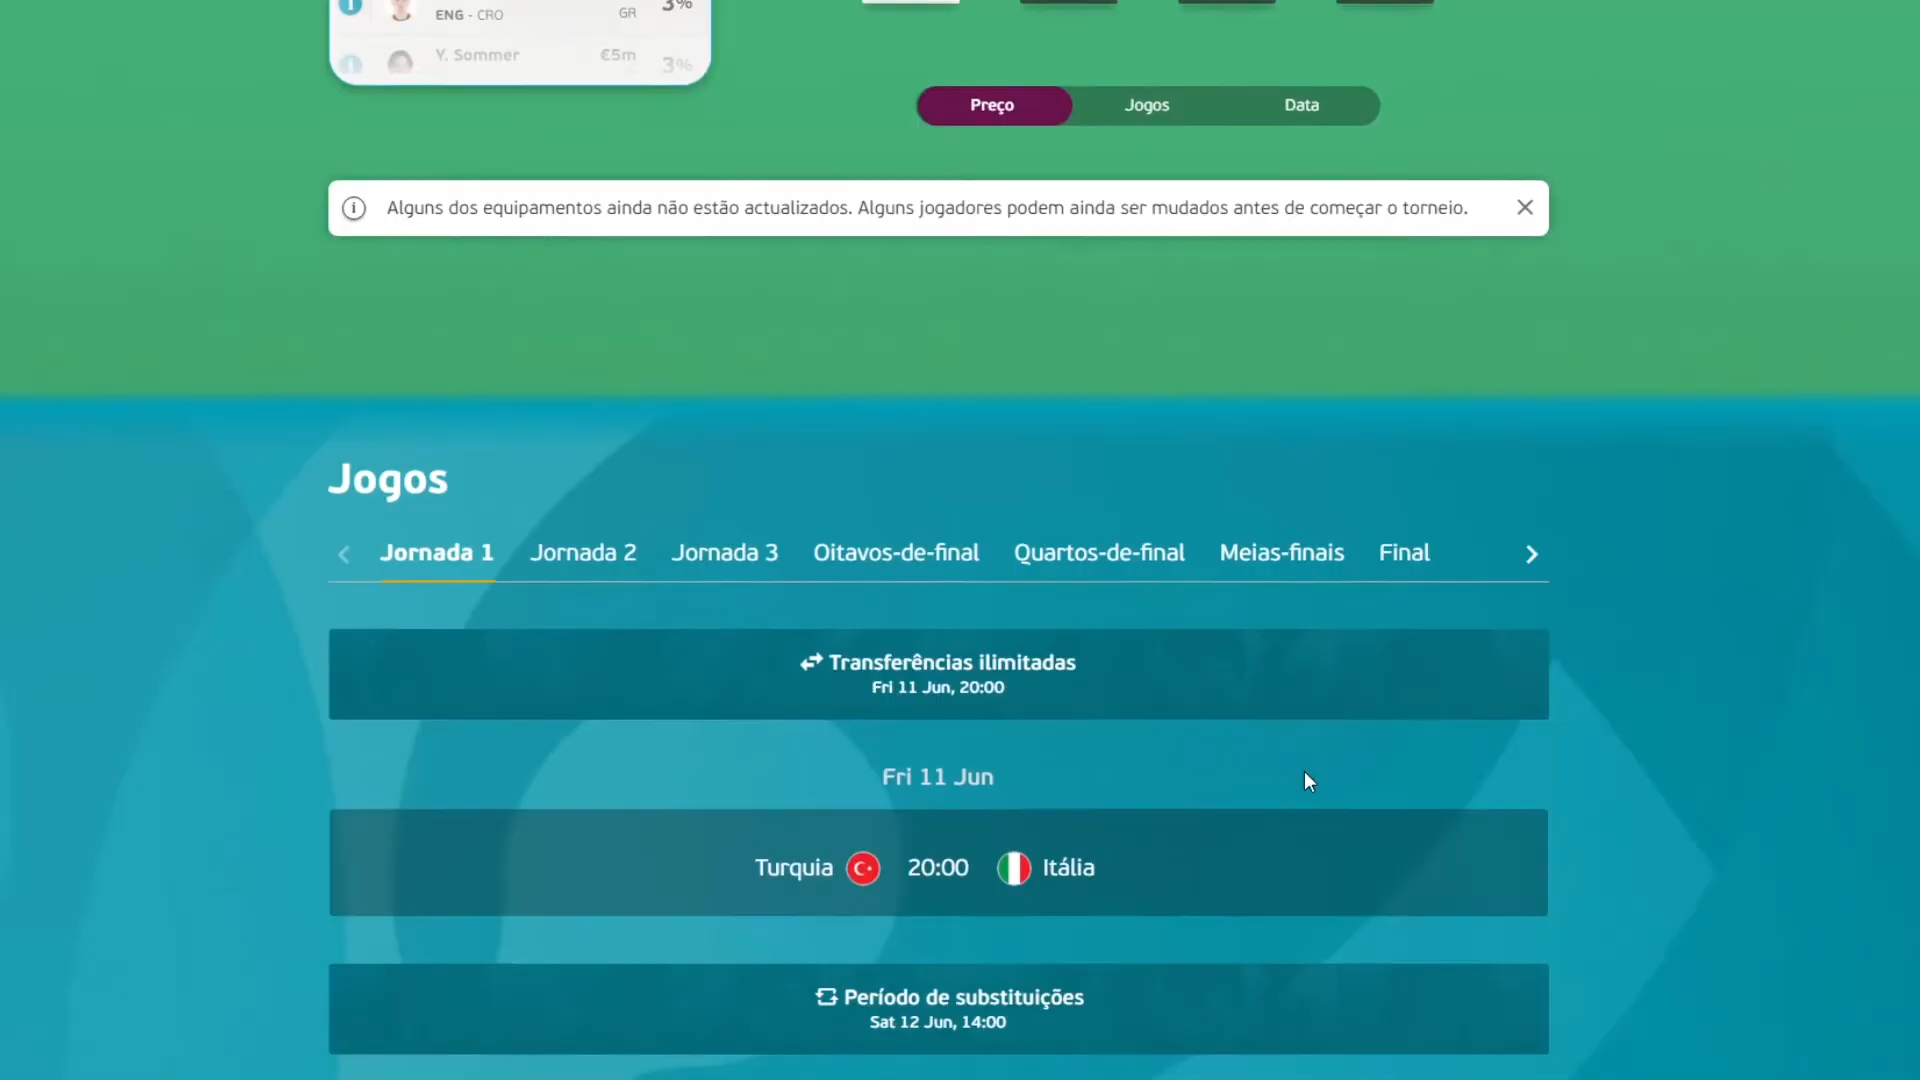 3%
ENG - CRO
GR
Y. Sommer
€5m
3%
Preço
Jogos
Data
Alguns dos equipamentos ainda não estão actualizados. Alguns jogadores podem ainda ser mudados antes de começar o torneio.
Jogos
Jornada 1
Jornada 2
Jornada 3
Oitavos-de-final
Quartos-de-final
Meias-finais
Final
Transferências ilimitadas
Fri 11 Jun, 20:00
Fri 11 Jun
Turquia 20:00 Itália
Período de substituições
Sat 12 Jun, 14:00